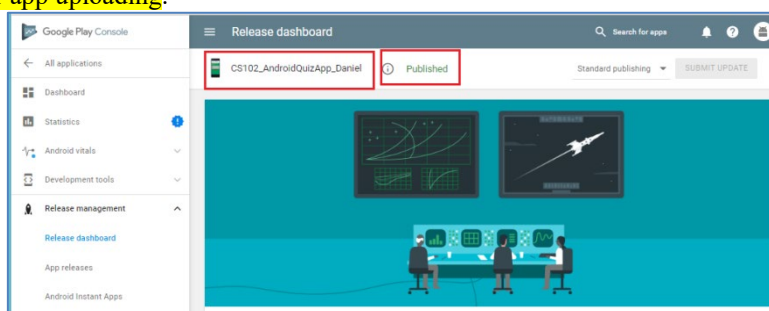 app uploading.
Google Play Console
Release dashboard
Search for apps
All applications
CS102_AndroidQuizApp_Daniel
Published
Standard publishing
SUBMIT UPDATE
Dashboard
Statistics
Android vitals
Development tools
Release management
Release dashboard
App releases
Android Instant Apps